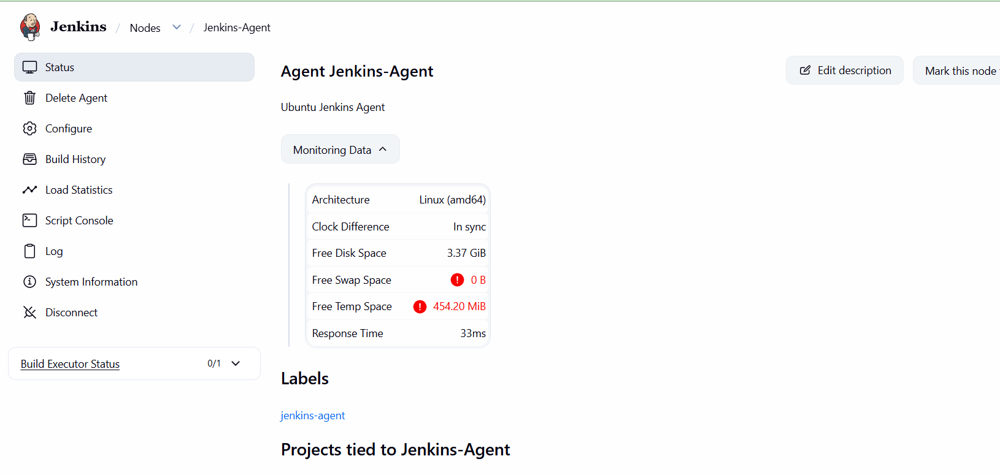 Jenkins / Nodes / Jenkins-Agent
Status
Delete Agent
Configure
Build History
Load Statistics
Script Console
Log
System Information
Disconnect
Build Executor Status 0/1
Agent Jenkins-Agent
Edit description
Mark this node
Ubuntu Jenkins Agent
Monitoring Data
Architecture Linux (amd64)
Clock Difference In sync
Free Disk Space 3.37 GiB
Free Swap Space 0 B
Free Temp Space 454.20 MiB
Response Time 33ms
Labels
jenkins-agent
Projects tied to Jenkins-Agent